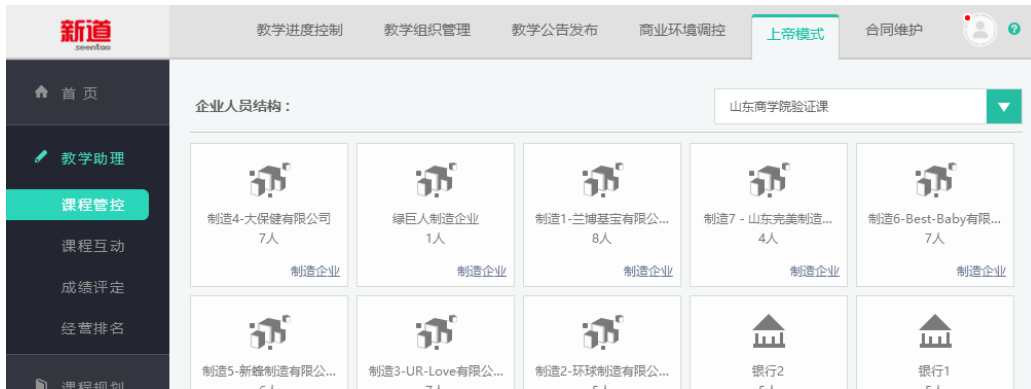 新道
seentao
教学进度控制 教学组织管理 教学公告发布 商业环境调控 上帝模式 合同维护
首页
教学助理
课程管控
课程互动
成绩评定
经营排名
课程规划
企业人员结构：
山东商学院验证课
制造4-大保健有限公司
7人
制造企业
绿巨人制造企业
1人
制造企业
制造1-兰博基宝有限公...
8人
制造企业
制造7 - 山东完美制造...
4人
制造企业
制造6-Best-Baby有限...
7人
制造企业
制造5-新蜂制造有限公...
制造3-UR-Love有限公...
制造2-环球制造有限公...
银行2
银行1